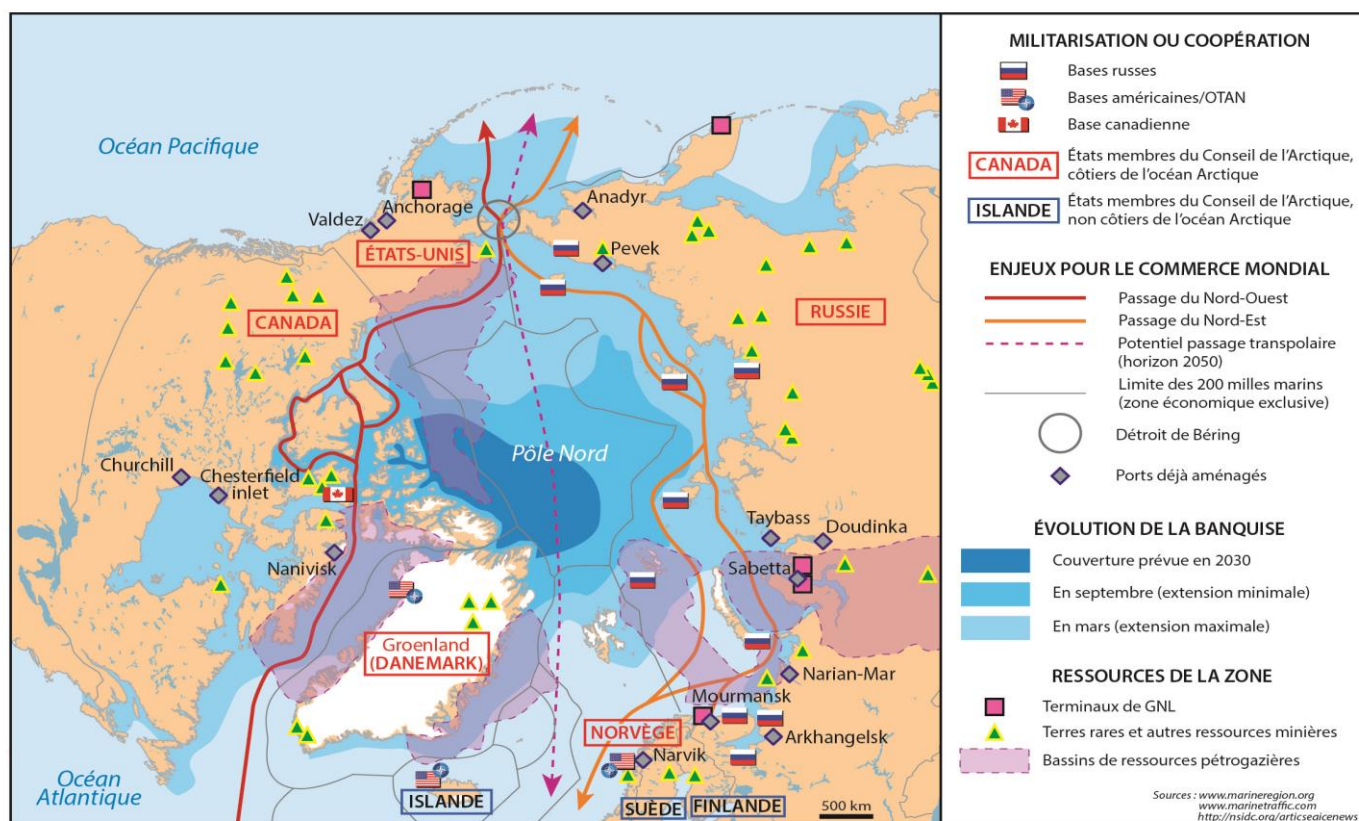 Océan Pacifique
Valdez
Anchorage
Anadyr
Pevek
ÉTATS-UNIS
CANADA
RUSSIE
Pôle Nord
Churchill
Chesterfield
inlet
Nanivisk
Taybass
Doudinka
Sabetta
Groenland
(DANEMARK)
Narian-Mar
Mourmansk
NORVÈGE
Arkhangelsk
Narvik
Océan
Atlantique
ISLANDE
SUÈDE
FINLANDE
500 km
MILITARISATION OU COOPÉRATION
Bases russes
Bases américaines/OTAN
Base canadienne
CANADA
États membres du Conseil de l'Arctique,
côtiers de l'océan Arctique
ISLANDE
États membres du Conseil de l'Arctique,
non côtiers de l'océan Arctique
ENJEUX POUR LE COMMERCE MONDIAL
Passage du Nord-Ouest
Passage du Nord-Est
Potentiel passage transpolaire
(horizon 2050)
Limite des 200 milles marins
(zone économique exclusive)
Détroit de Béring
Ports déjà aménagés
ÉVOLUTION DE LA BANQUISE
Couverture prévue en 2030
En septembre (extension minimale)
En mars (extension maximale)
RESSOURCES DE LA ZONE
Terminaux de GNL
Terres rares et autres ressources minières
Bassins de ressources pétrogazières
Sources : www.marineregion.org
www.marinetraffic.com
http://nsidc.org/articseaicenews